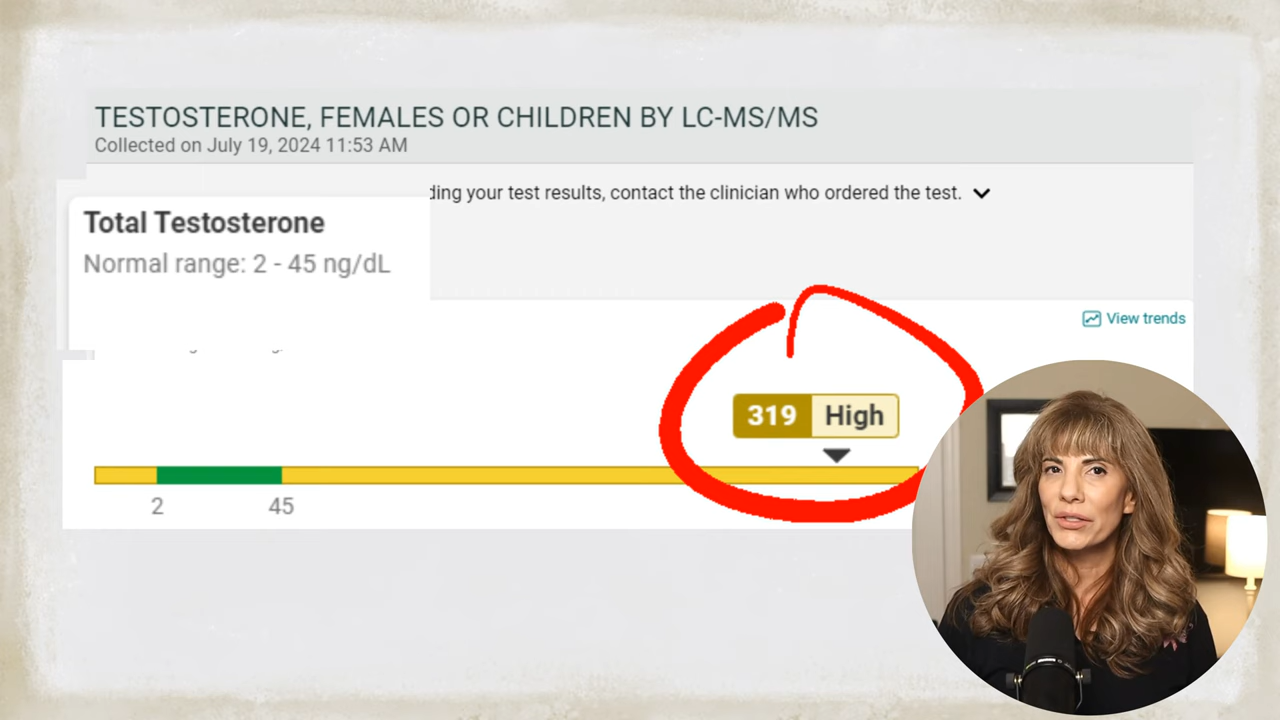 TESTOSTERONE, FEMALES OR CHILDREN BY LC-MS/MS
Collected on July 19, 2024 11:53 AM
ding your test results, contact the clinician who ordered the test.
Total Testosterone
Normal range: 2 - 45 ng/dL
View trends
319 High
2 45